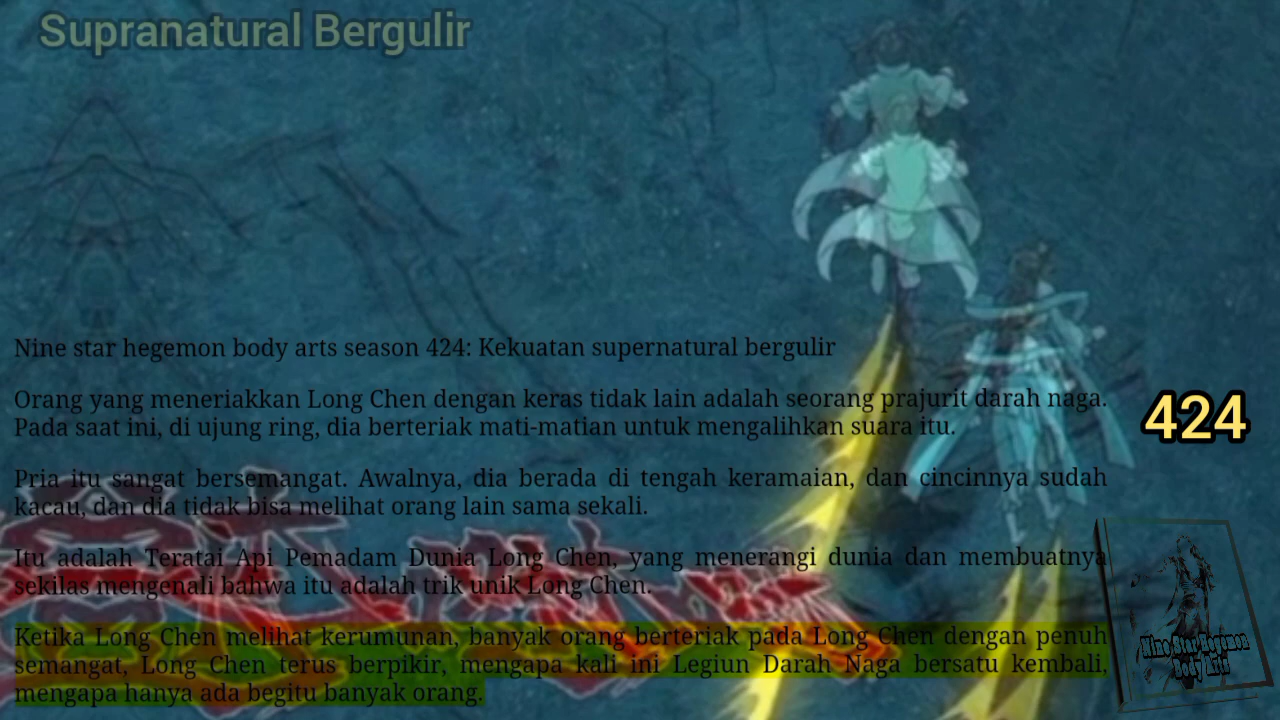 Supranatural Bergulir
Nine star hegemon body arts season 424: Kekuatan supernatural bergulir
Orang yang meneriakkan Long Chen dengan keras tidak lain adalah seorang prajurit darah naga.
Pada saat ini, di ujung ring, dia berteriak mati-matian untuk mengalihkan suara itu.
424
Pria itu sangat bersemangat. Awalnya, dia berada di tengah keramaian, dan cincinnya sudah
kacau, dan dia tidak bisa melihat orang lain sama sekali.
Itu adalah Teratai Api Pemadam Dunia Long Chen, yang menerangi dunia dan membuatnya
sekilas mengenali bahwa itu adalah trik unik Long Chen.
Ketika Long Chen melihat kerumunan, banyak orang berteriak pada Long Chen dengan penuh
semangat, Long Chen terus berpikir, mengapa kali ini Legiun Darah Naga bersatu kembali,
mengapa hanya ada begitu banyak orang.
Nine Star Hegemon
Body Arts